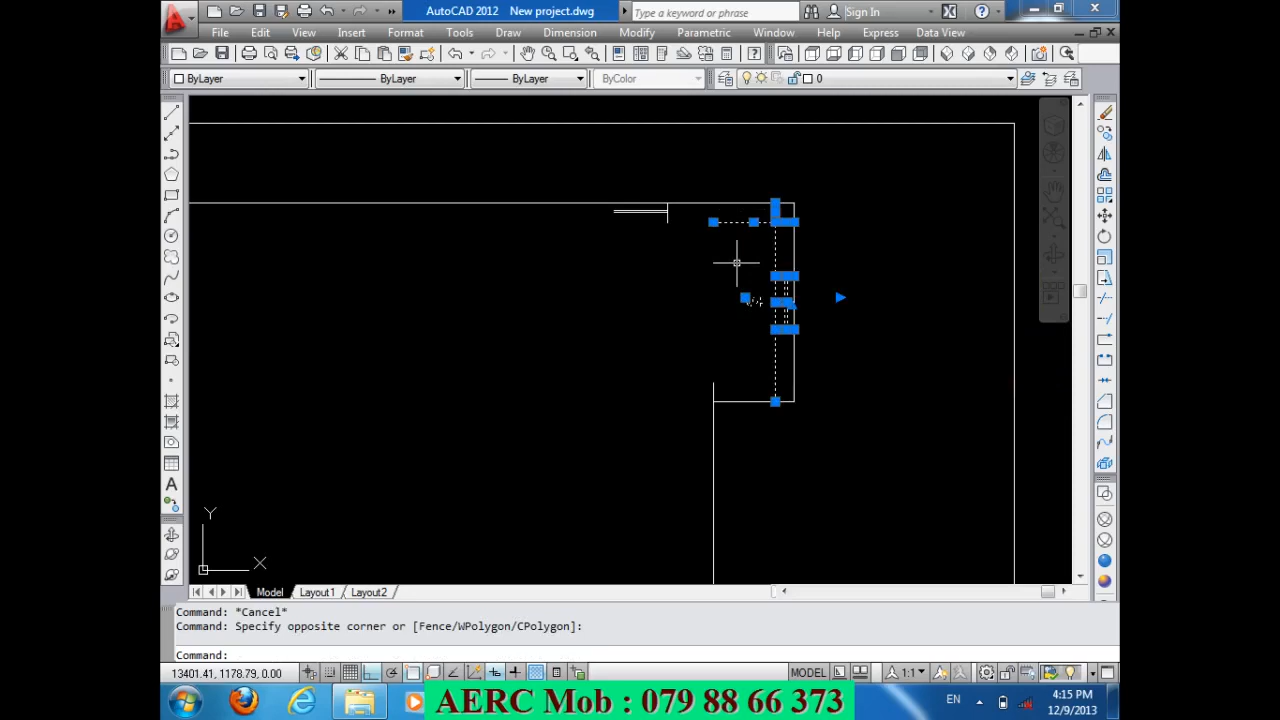 AutoCAD 2012 New project.dwg
Type a keyword or phrase
Sign In
File Edit View Insert Format Tools Draw Dimension Modify Parametric Window Help Express Data View
ByLayer ByLayer ByLayer ByColor 0
A
Y
X
Model Layout1 Layout2
Command: *Cancel*
Command: Specify opposite corner or [Fence/WPolygon/CPolygon]:
Command:
13401.41, 1178.79, 0.00 MODEL 1:1
AERC Mob : 079 88 66 373
EN
4:15 PM
12/9/2013